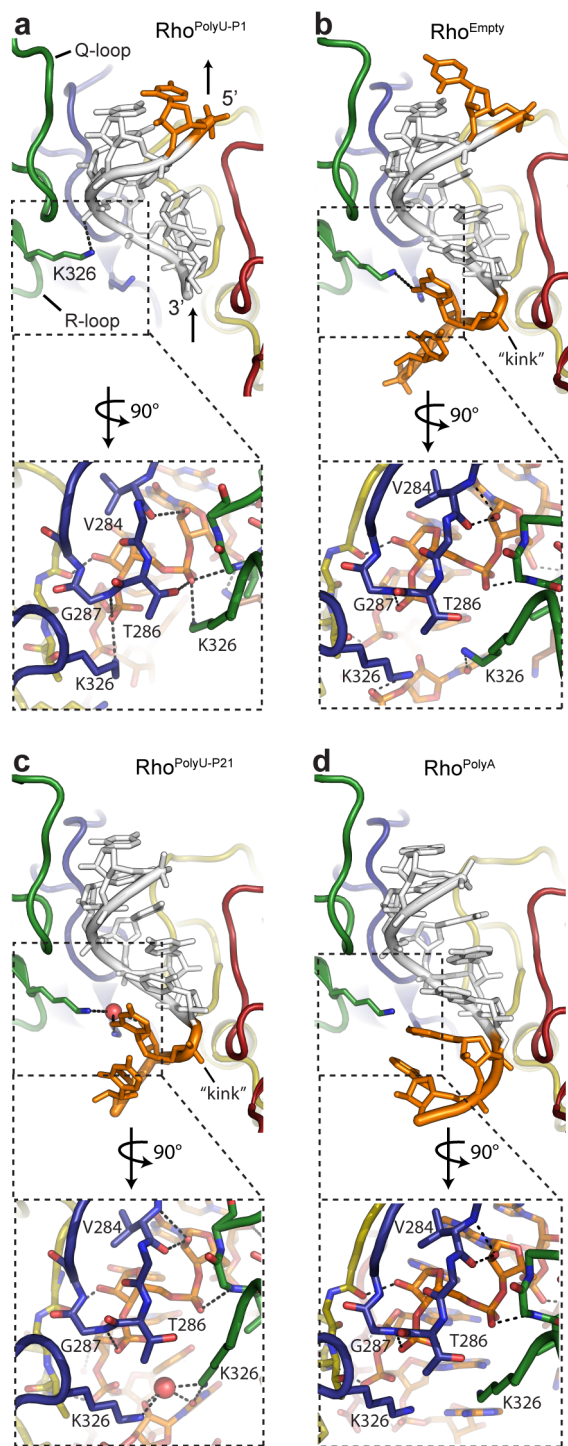 a
Rho^PolyU-P1
Q-loop
5’
K326
R-loop
3’
90°
V284
G287
T286
K326
K326
b
Rho^Empty
“kink”
90°
V284
G287
T286
K326
K326
c
Rho^PolyU-P21
“kink”
90°
V284
G287
T286
K326
K326
d
Rho^PolyA
90°
V284
G287
T286
K326
K326